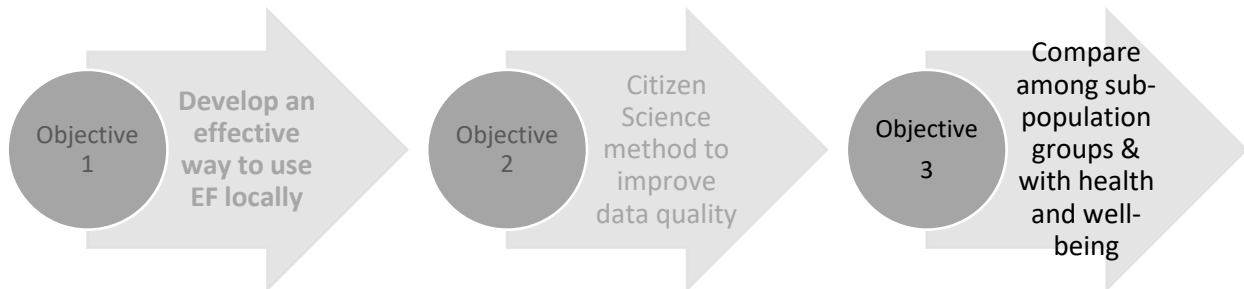 Objective
1
Develop an
effective
way to use
EF locally
Objective
2
Citizen
Science
method to
improve
data quality
Objective
3
Compare
among sub-
population
groups &
with health
and well-
being